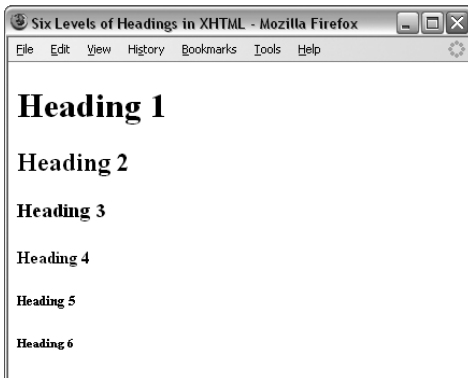 Six Levels of Headings in XHTML - Mozilla Firefox
File Edit View History Bookmarks Tools Help
Heading 1
Heading 2
Heading 3
Heading 4
Heading 5
Heading 6